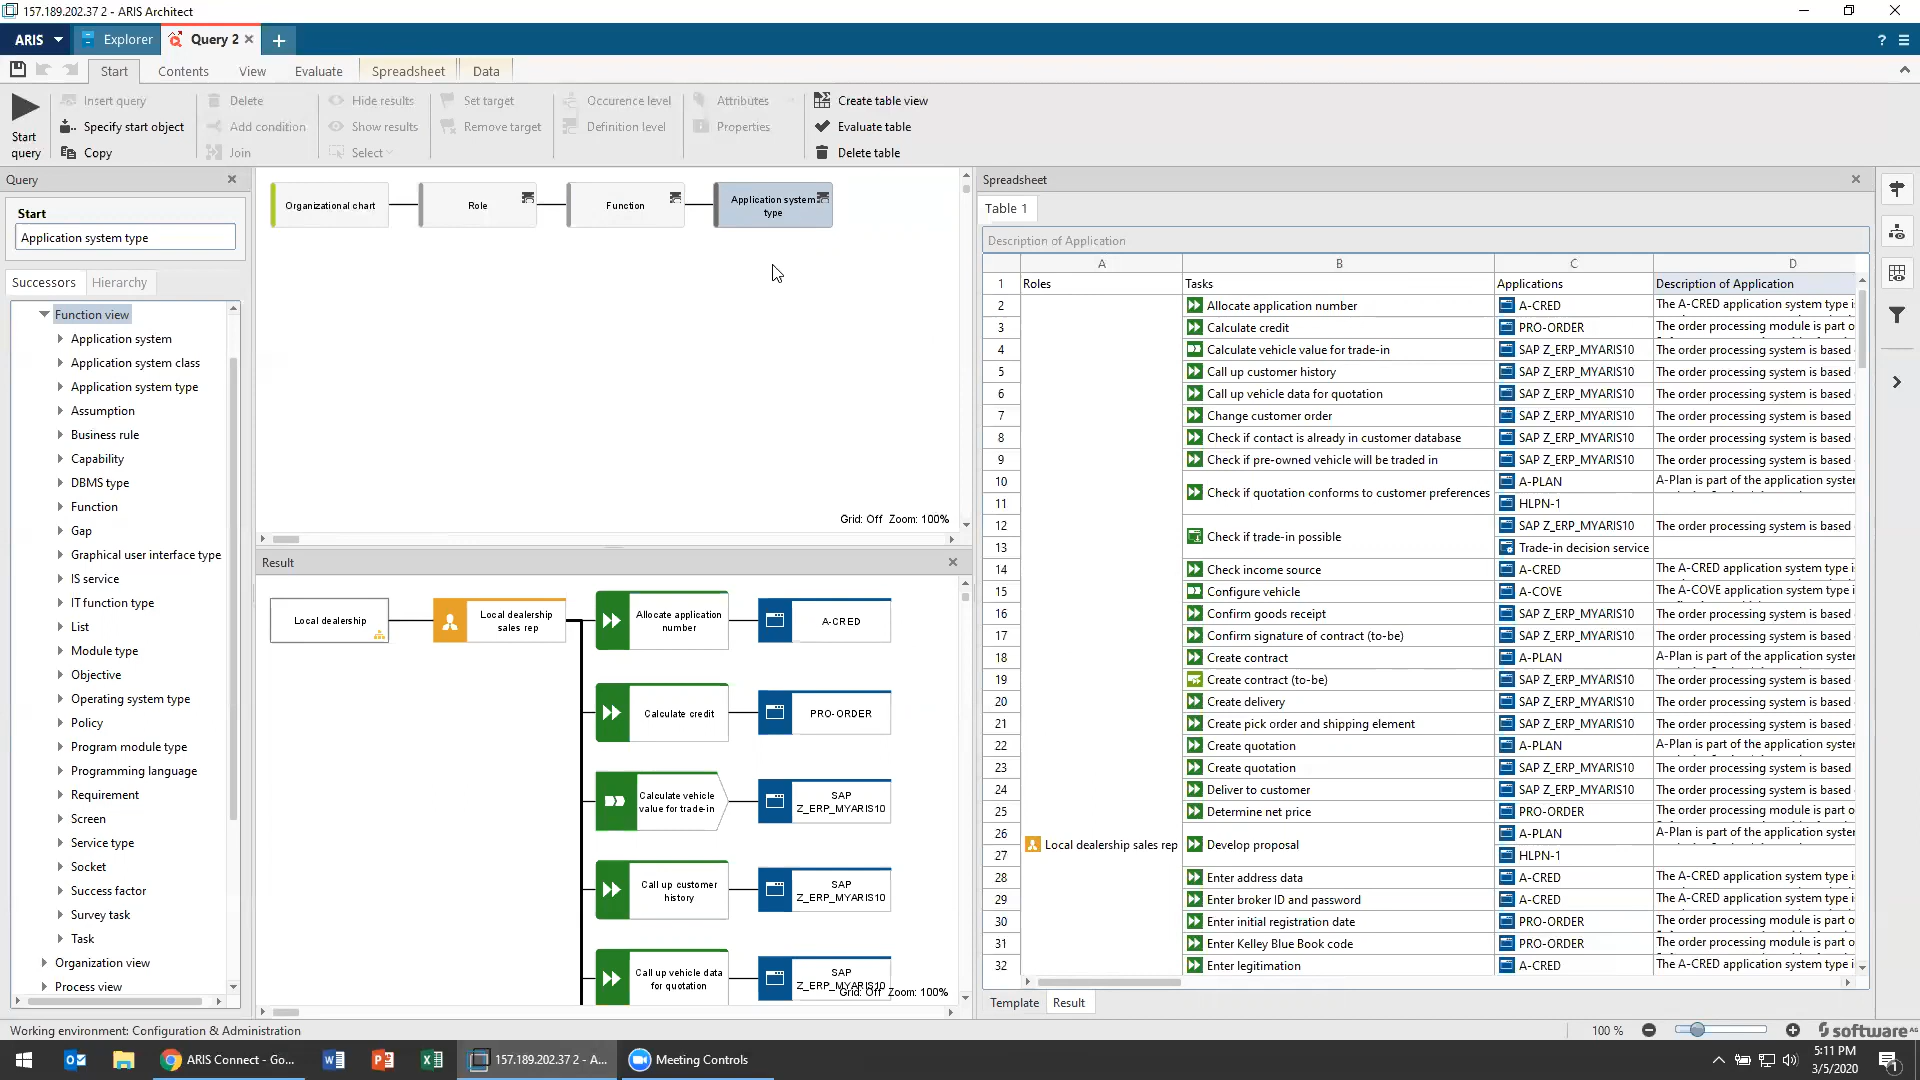 157.189.202.37 2 - ARIS Architect
ARIS
Explorer
Query 2
Start
Contents
View
Evaluate
Spreadsheet
Data
Start query
Insert query
Specify start object
Copy
Delete
Add condition
Join
Hide results
Show results
Select
Set target
Remove target
Occurence level
Definition level
Attributes
Properties
Create table view
Evaluate table
Delete table
Query
Start
Application system type
Successors
Hierarchy
Function view
Application system
Application system class
Application system type
Assumption
Business rule
Capability
DBMS type
Function
Gap
Graphical user interface type
IS service
IT function type
List
Module type
Objective
Operating system type
Policy
Program module type
Programming language
Requirement
Screen
Service type
Socket
Success factor
Survey task
Task
Organization view
Process view
Organizational chart
Role
Function
Application system
type
Grid: Off Zoom: 100%
Result
Local dealership
Local dealership
sales rep
Allocate application
number
A-CRED
Calculate credit
PRO-ORDER
Calculate vehicle
value for trade-in
SAP
Z_ERP_MYARIS10
Call up customer
history
SAP
Z_ERP_MYARIS10
Call up vehicle data
for quotation
SAP
Z_ERP_MYARIS10
Grid: Off Zoom: 100%
Spreadsheet
Table 1
Description of Application
A B C D
1 Roles Tasks Applications Description of Application
2 Allocate application number A-CRED The A-CRED application system type i
3 Calculate credit PRO-ORDER The order processing module is part o
4 Calculate vehicle value for trade-in SAP Z_ERP_MYARIS10 The order processing system is based
5 Call up customer history SAP Z_ERP_MYARIS10 The order processing system is based
6 Call up vehicle data for quotation SAP Z_ERP_MYARIS10 The order processing system is based
7 Change customer order SAP Z_ERP_MYARIS10 The order processing system is based
8 Check if contact is already in customer database SAP Z_ERP_MYARIS10 The order processing system is based
9 Check if pre-owned vehicle will be traded in SAP Z_ERP_MYARIS10 The order processing system is based
10 A-PLAN A-Plan is part of the application syster
Check if quotation conforms to customer preferences
11 HLPN-1
12 SAP Z_ERP_MYARIS10 The order processing system is based
Check if trade-in possible
13 Trade-in decision service
14 Check income source A-CRED The A-CRED application system type i
15 Configure vehicle A-COVE The A-COVE application system type i
16 Confirm goods receipt SAP Z_ERP_MYARIS10 The order processing system is based
17 Confirm signature of contract (to-be) SAP Z_ERP_MYARIS10 The order processing system is based
18 Create contract A-PLAN A-Plan is part of the application syster
19 Create contract (to-be) SAP Z_ERP_MYARIS10 The order processing system is based
20 Create delivery SAP Z_ERP_MYARIS10 The order processing system is based
21 Create pick order and shipping element SAP Z_ERP_MYARIS10 The order processing system is based
22 Create quotation A-PLAN A-Plan is part of the application syster
23 Create quotation SAP Z_ERP_MYARIS10 The order processing system is based
24 Deliver to customer SAP Z_ERP_MYARIS10 The order processing system is based
25 Determine net price PRO-ORDER The order processing module is part o
26 A-PLAN A-Plan is part of the application syster
Local dealership sales rep Develop proposal
27 HLPN-1
28 Enter address data A-CRED The A-CRED application system type i
29 Enter broker ID and password A-CRED The A-CRED application system type i
30 Enter initial registration date PRO-ORDER The order processing module is part o
31 Enter Kelley Blue Book code PRO-ORDER The order processing module is part o
32 Enter legitimation A-CRED The A-CRED application system type i
Template
Result
Working environment: Configuration & Administration
100 %
software AG
ARIS Connect - Go...
157.189.202.37 2 - A...
Meeting Controls
5:11 PM
3/5/2020
1